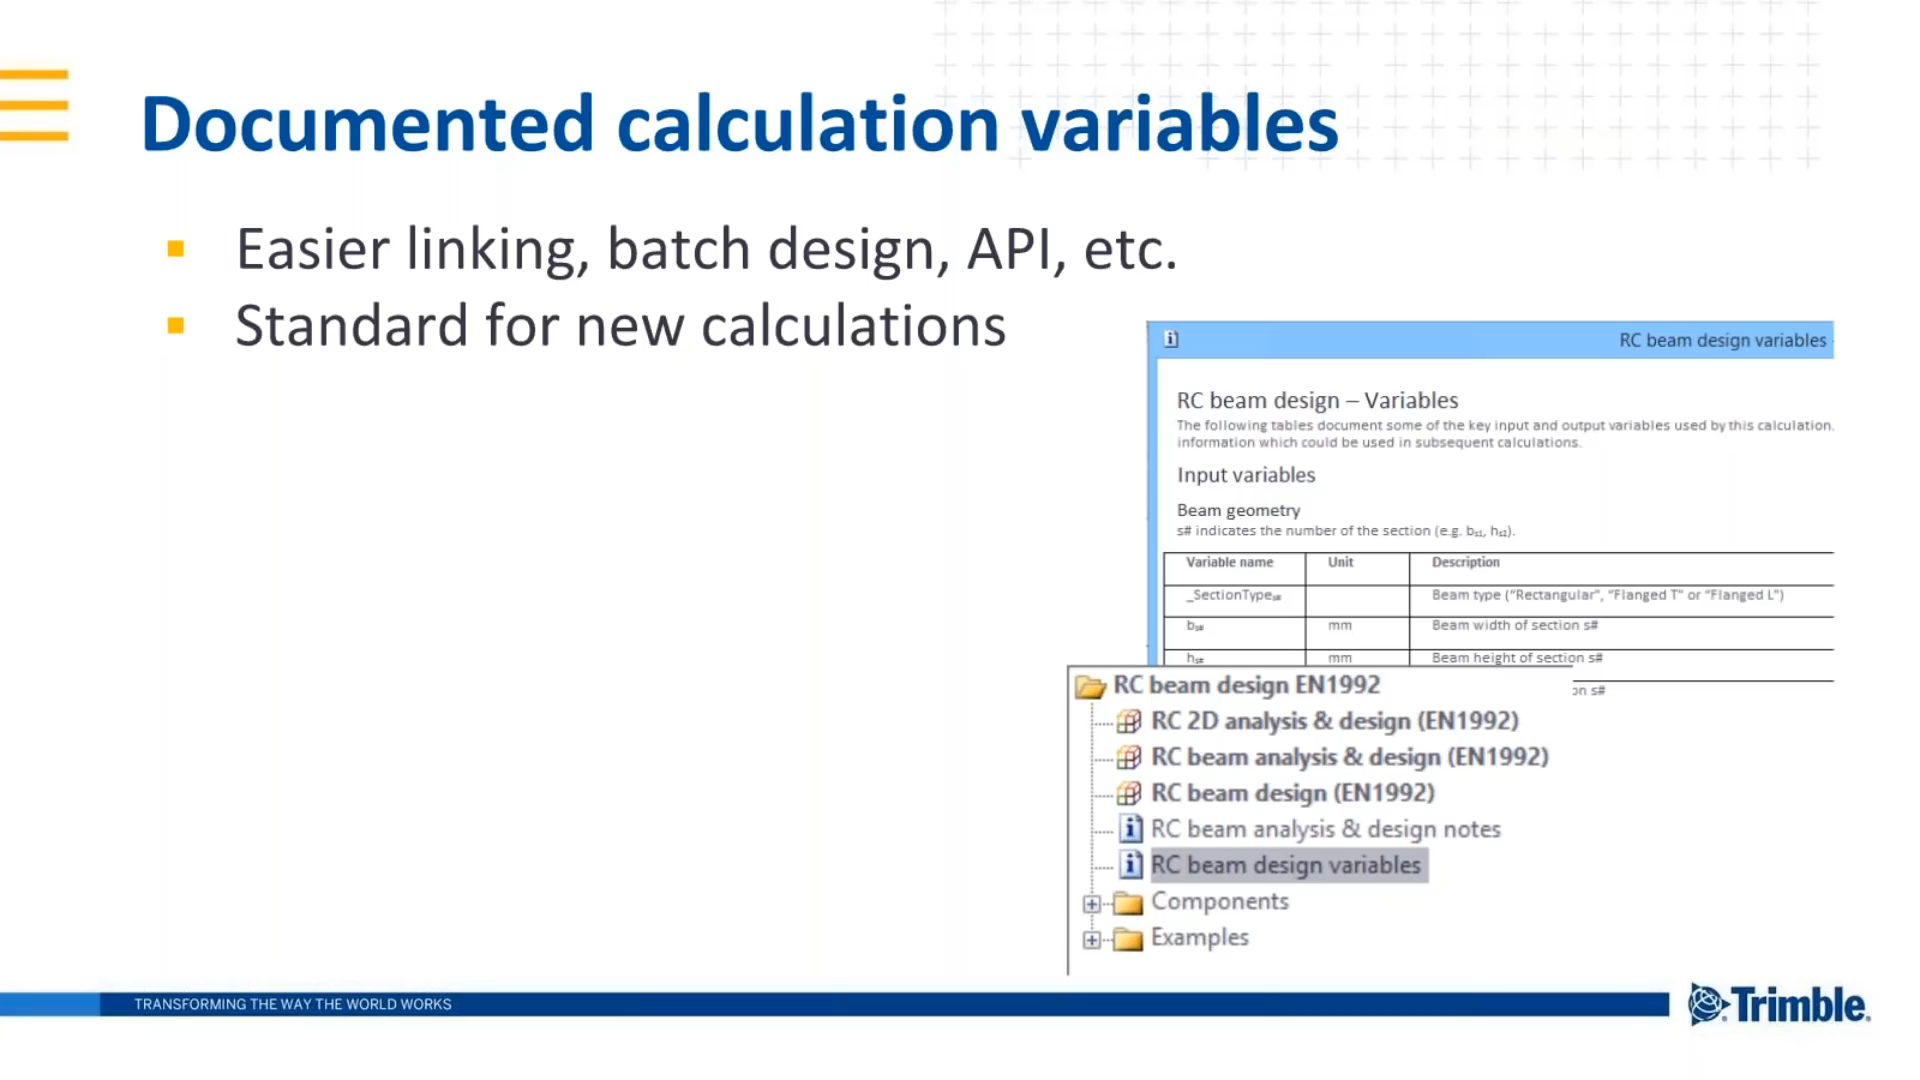 Documented calculation variables
Easier linking, batch design, API, etc.
Standard for new calculations
RC beam design variables
RC beam design – Variables
The following tables document some of the key input and output variables used by this calculation.
information which could be used in subsequent calculations.
Input variables
Beam geometry
s# indicates the number of the section (e.g. bs1, hs2).
Variable name Unit Description
_SectionTypes# Beam type ("Rectangular", "Flanged T" or "Flanged L")
bs# mm Beam width of section s#
hs# mm Beam height of section s#
on s#
RC beam design EN1992
RC 2D analysis & design (EN1992)
RC beam analysis & design (EN1992)
RC beam design (EN1992)
RC beam analysis & design notes
RC beam design variables
Components
Examples
TRANSFORMING THE WAY THE WORLD WORKS
Trimble.